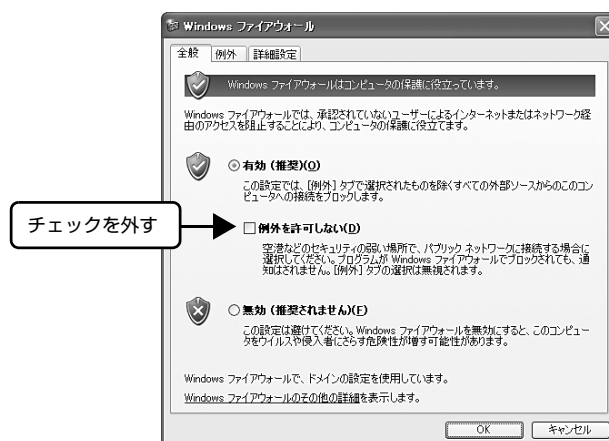 Windows ファイアウォール
全般
例外
詳細設定
Windows ファイアウォールはコンピュータの保護に役立っています。
Windows ファイアウォールでは、承認されていないユーザーによるインターネットまたはネットワーク経
由のアクセスを阻止することにより、コンピュータの保護に役立てます。
有効 (推奨)(O)
この設定では、[例外] タブで選択されたものを除くすべての外部ソースからのこのコン
ピュータへの接続をブロックします。
チェックを外す
例外を許可しない(D)
空港などのセキュリティの弱い場所で、パブリック ネットワークに接続する場合に
選択してください。プログラムが Windows ファイアウォールでブロックされても、通
知はされません。[例外] タブの選択は無視されます。
無効 (推奨されません)(F)
この設定は避けてください。Windows ファイアウォールを無効にすると、このコンピュー
タをウイルスや侵入者にさらす危険性が増す可能性があります。
Windows ファイアウォールで、ドメインの設定を使用しています。
Windows ファイアウォールのその他の詳細を表示します。
OK
キャンセル